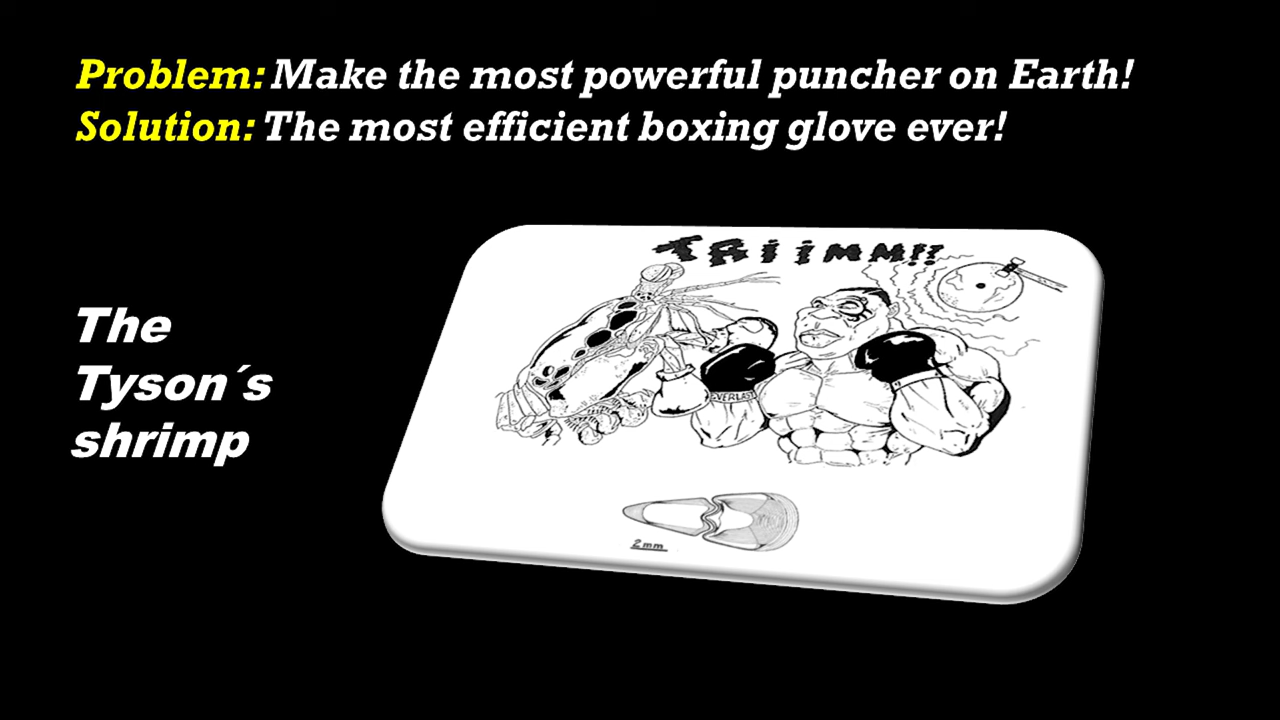 Problem: Make the most powerful puncher on Earth!
Solution: The most efficient boxing glove ever!
TRiiMM!!
The
Tyson´s
shrimp
EVERLAST
2mm